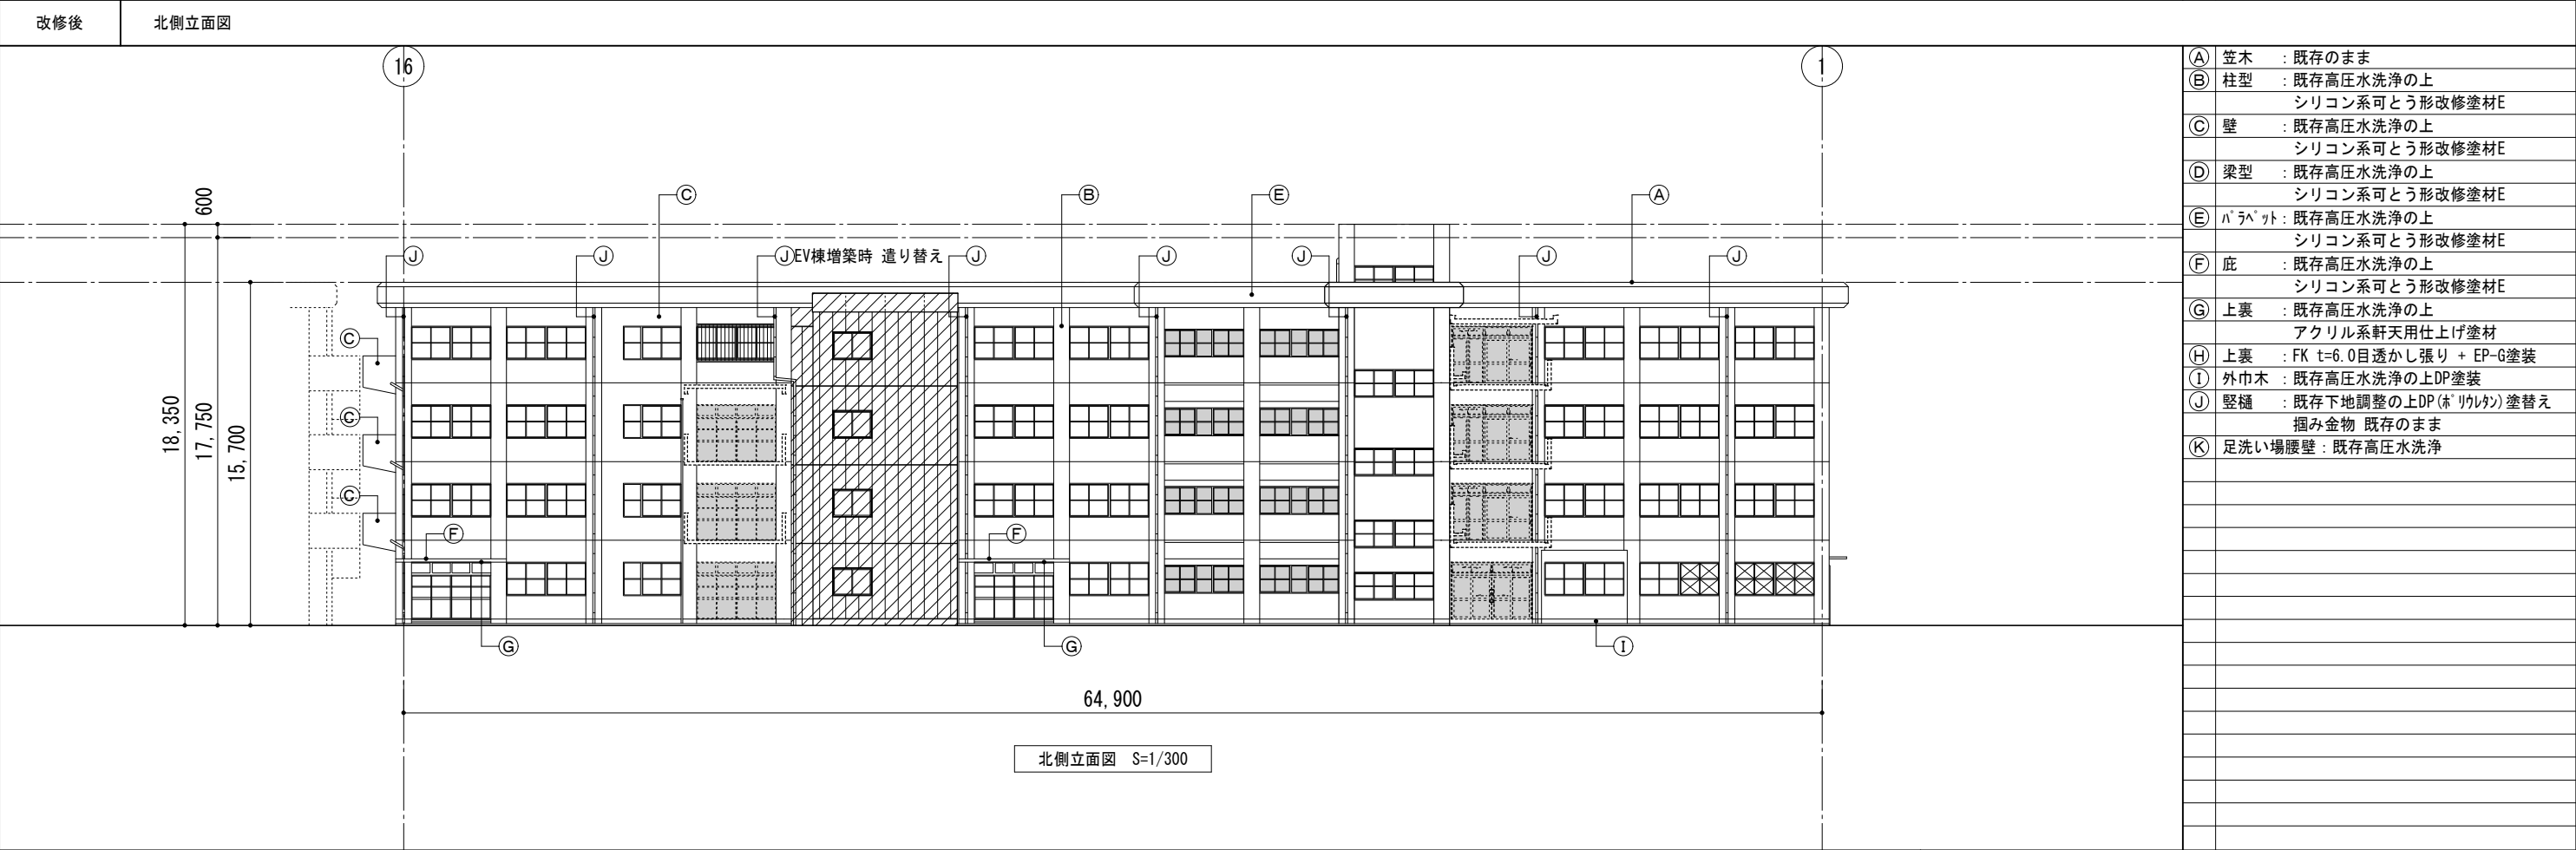 改修後
北側立面図
16
1
Ⓐ 笠木 ：既存のまま
Ⓑ 柱型 ：既存高圧水洗浄の上
シリコン系可とう形改修塗材E
Ⓒ 壁 ：既存高圧水洗浄の上
シリコン系可とう形改修塗材E
Ⓓ 梁型 ：既存高圧水洗浄の上
シリコン系可とう形改修塗材E
Ⓔ ﾊﾟﾗﾍﾟｯﾄ：既存高圧水洗浄の上
シリコン系可とう形改修塗材E
Ⓕ 庇 ：既存高圧水洗浄の上
シリコン系可とう形改修塗材E
Ⓖ 上裏 ：既存高圧水洗浄の上
アクリル系軒天用仕上げ塗材
Ⓗ 上裏 ：FK t=6.0目透かし張り + EP-G塗装
Ⓘ 外巾木 ：既存高圧水洗浄の上DP塗装
Ⓙ 竪樋 ：既存下地調整の上DP(ﾎﾟﾘｳﾚﾀﾝ)塗替え
掴み金物 既存のまま
Ⓚ 足洗い場腰壁：既存高圧水洗浄
600
18,350
17,750
15,700
Ⓒ
Ⓑ
Ⓔ
Ⓐ
Ⓙ
Ⓙ
Ⓙ EV棟増築時 遣り替え
Ⓙ
Ⓙ
Ⓙ
Ⓙ
Ⓙ
Ⓒ
Ⓒ
Ⓒ
Ⓕ
Ⓕ
Ⓖ
Ⓖ
Ⓘ
64,900
北側立面図 S=1/300